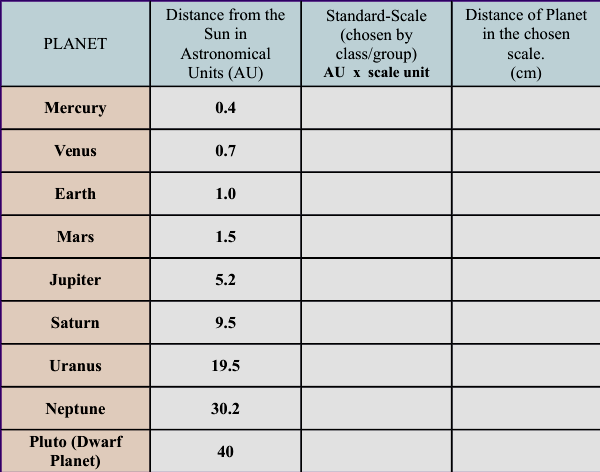 PLANET
Distance from the
Sun in
Astronomical
Units (AU)
Standard-Scale
(chosen by
class/group)
AU x scale unit
Distance of Planet
in the chosen
scale.
(cm)
Mercury
0.4
Venus
0.7
Earth
1.0
Mars
1.5
Jupiter
5.2
Saturn
9.5
Uranus
19.5
Neptune
30.2
Pluto (Dwarf
Planet)
40